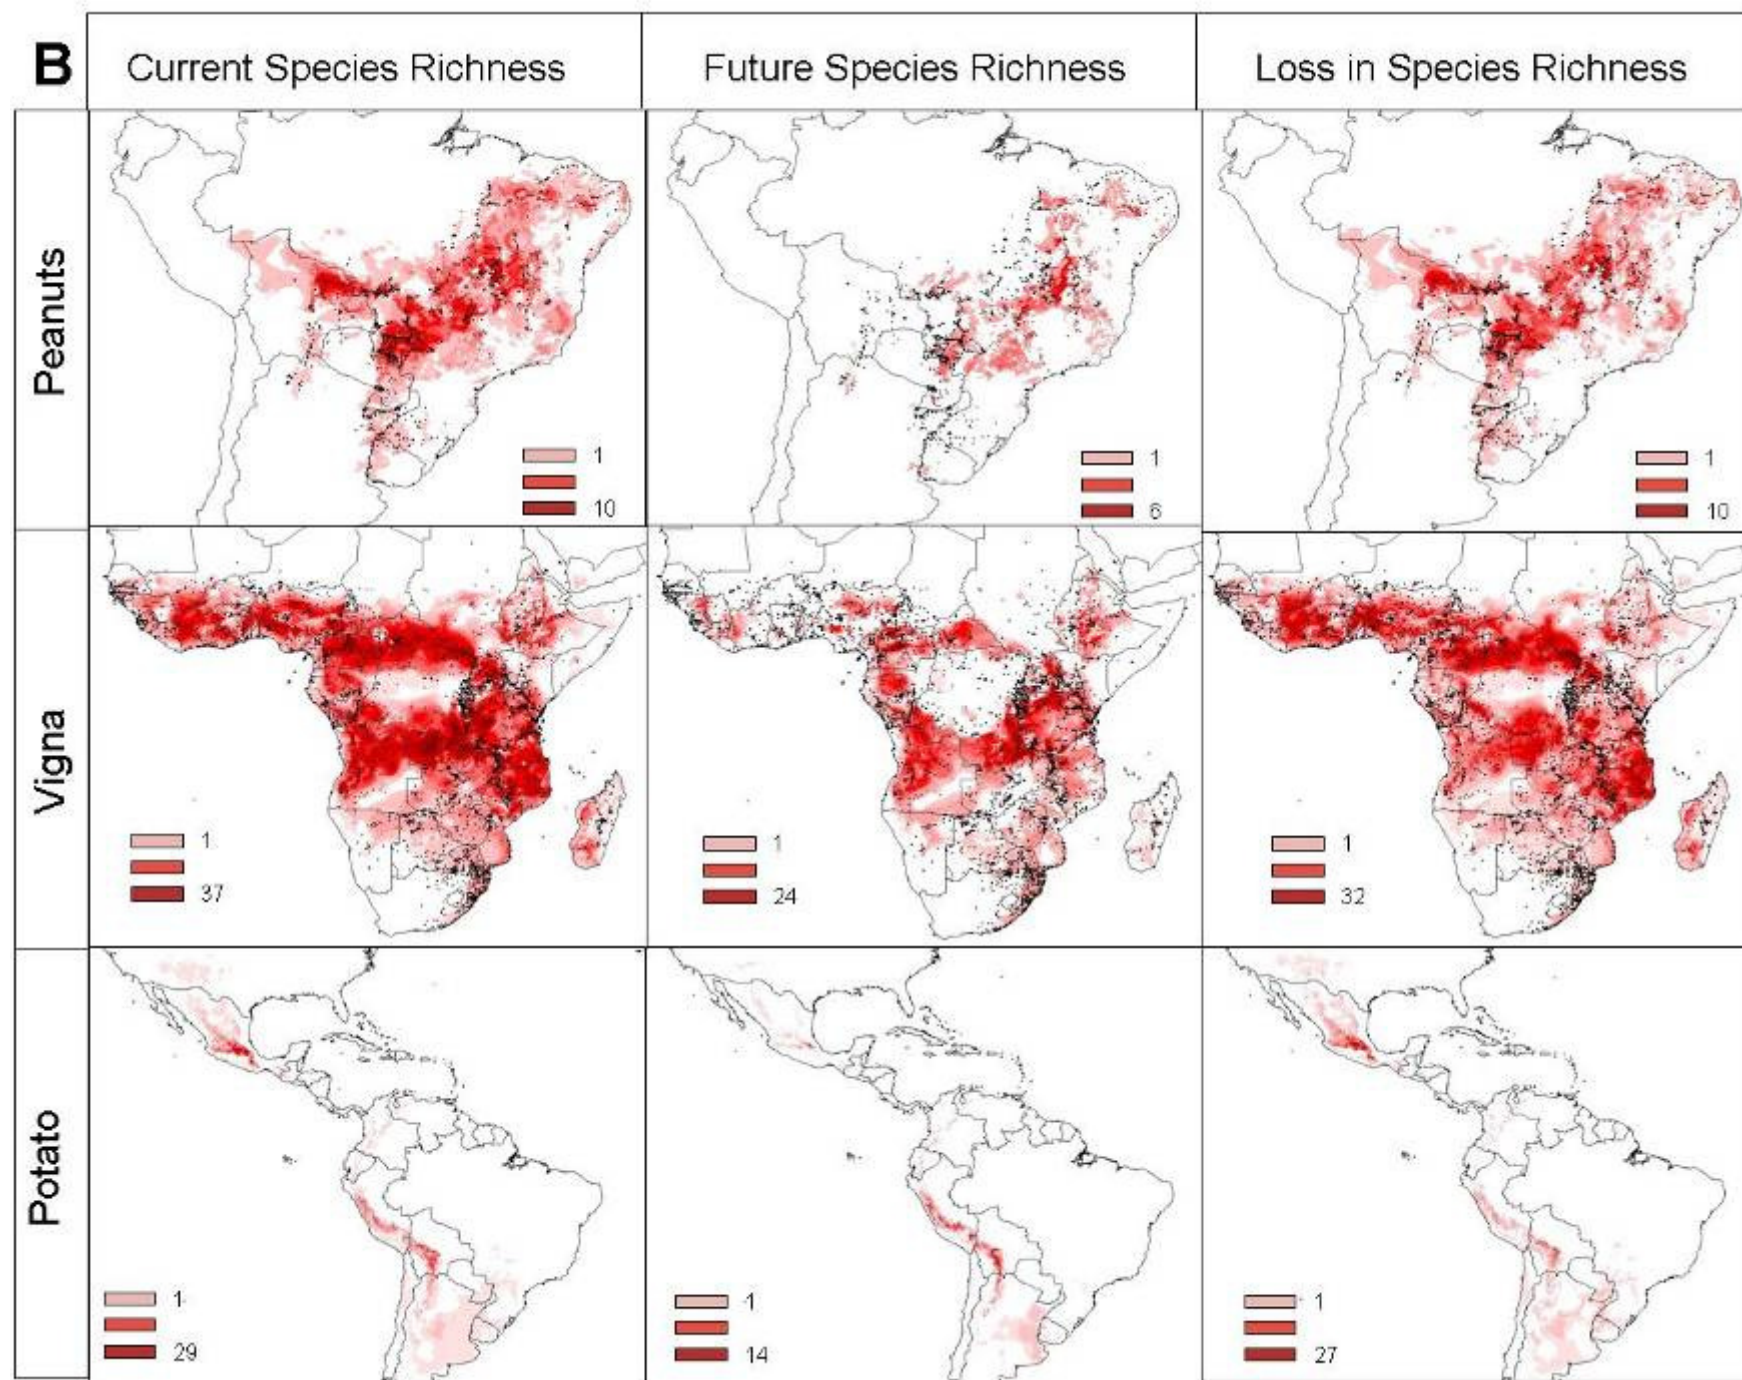 B
Current Species Richness
Future Species Richness
Loss in Species Richness
Peanuts
1
10
1
6
1
10
Vigna
1
37
1
24
1
32
Potato
1
29
1
14
1
27